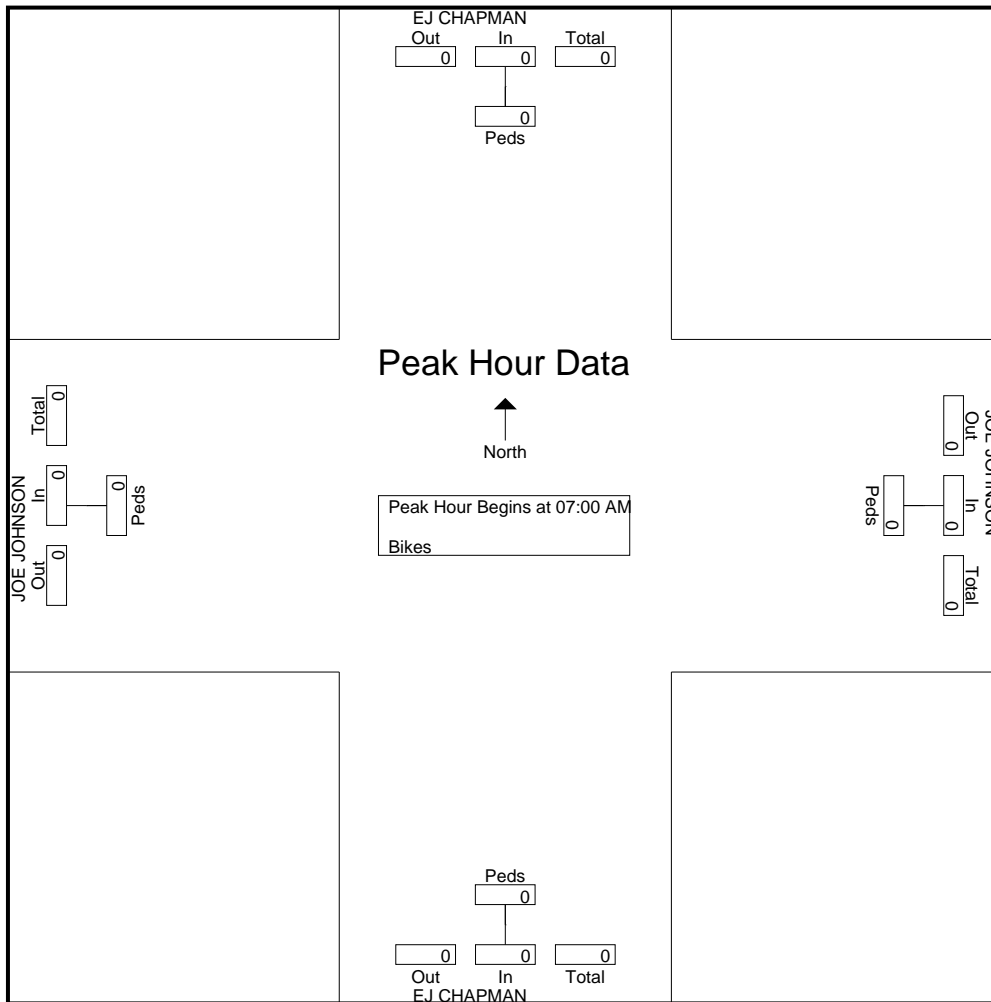 EJ CHAPMAN
Out In Total
0 0 0
0
Peds
Peak Hour Data
North
Peak Hour Begins at 07:00 AM
Bikes
JOE JOHNSON
Out In Total
0 0 0
0
Peds
JOE JOHNSON
Out In Total
0 0 0
0
Peds
Peds
0
0 0 0
Out In Total
EJ CHAPMAN